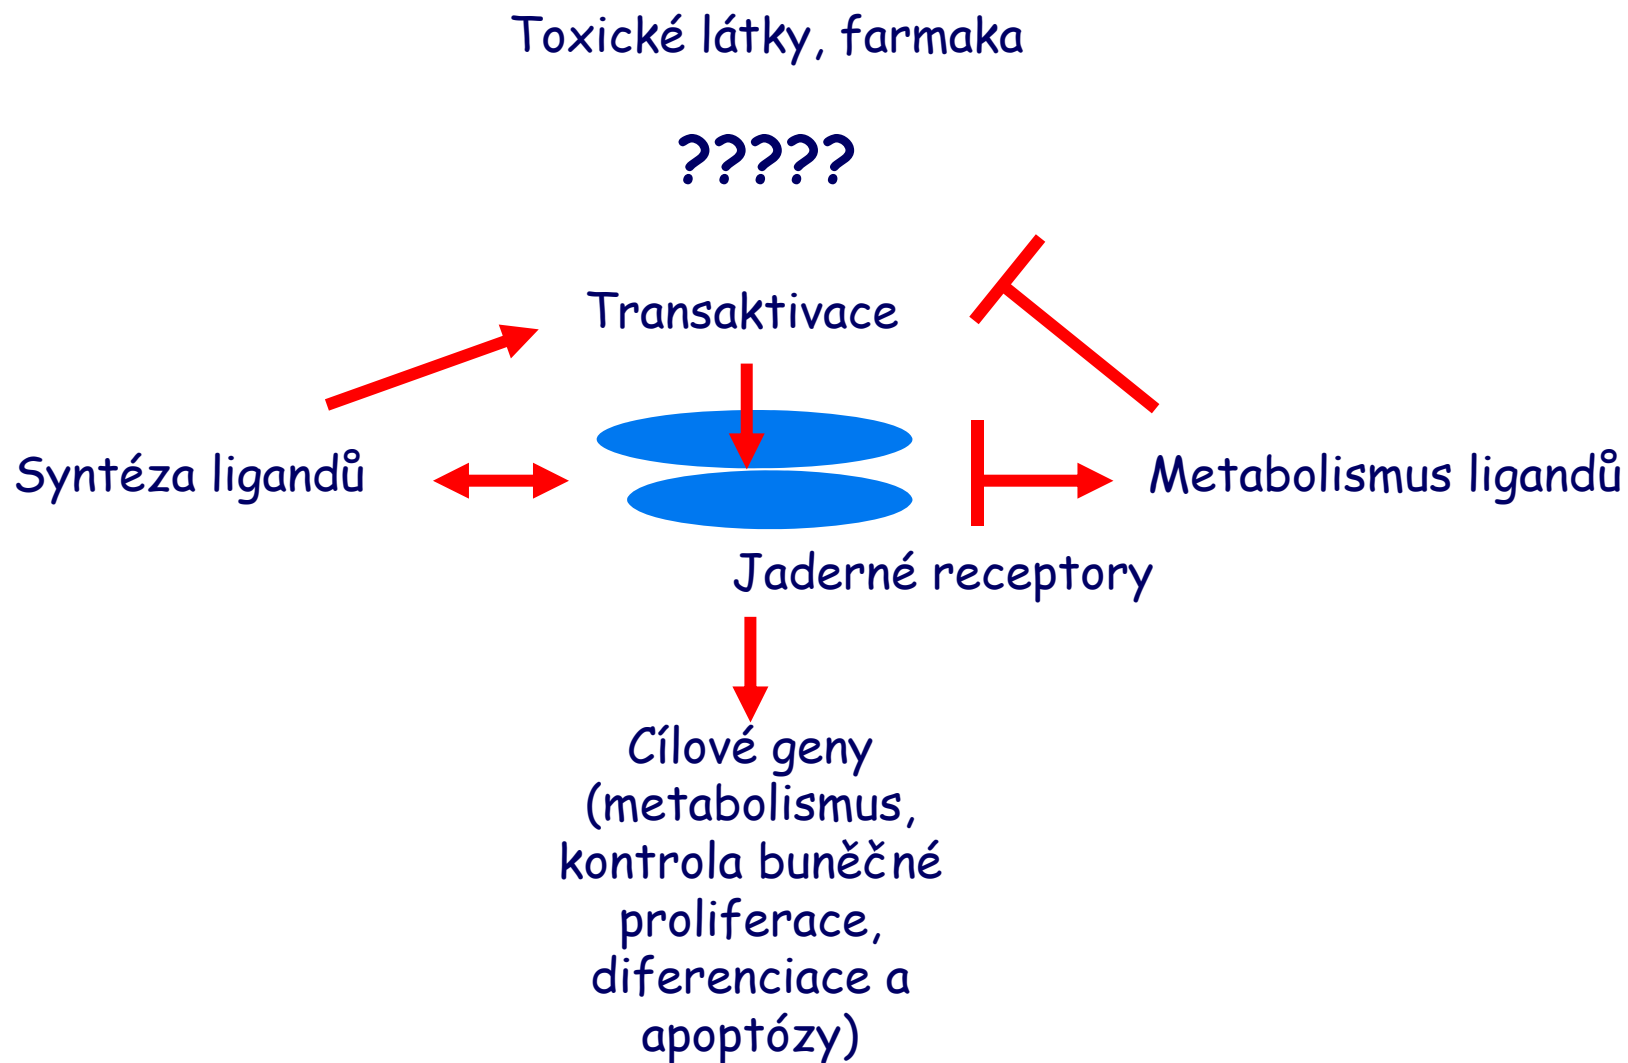 Toxické látky, farmaka
?????
Transaktivace
Syntéza ligandů
Metabolismus ligandů
Jaderné receptory
Cílové geny
(metabolismus,
kontrola buněčné
proliferace,
diferenciace a
apoptózy)